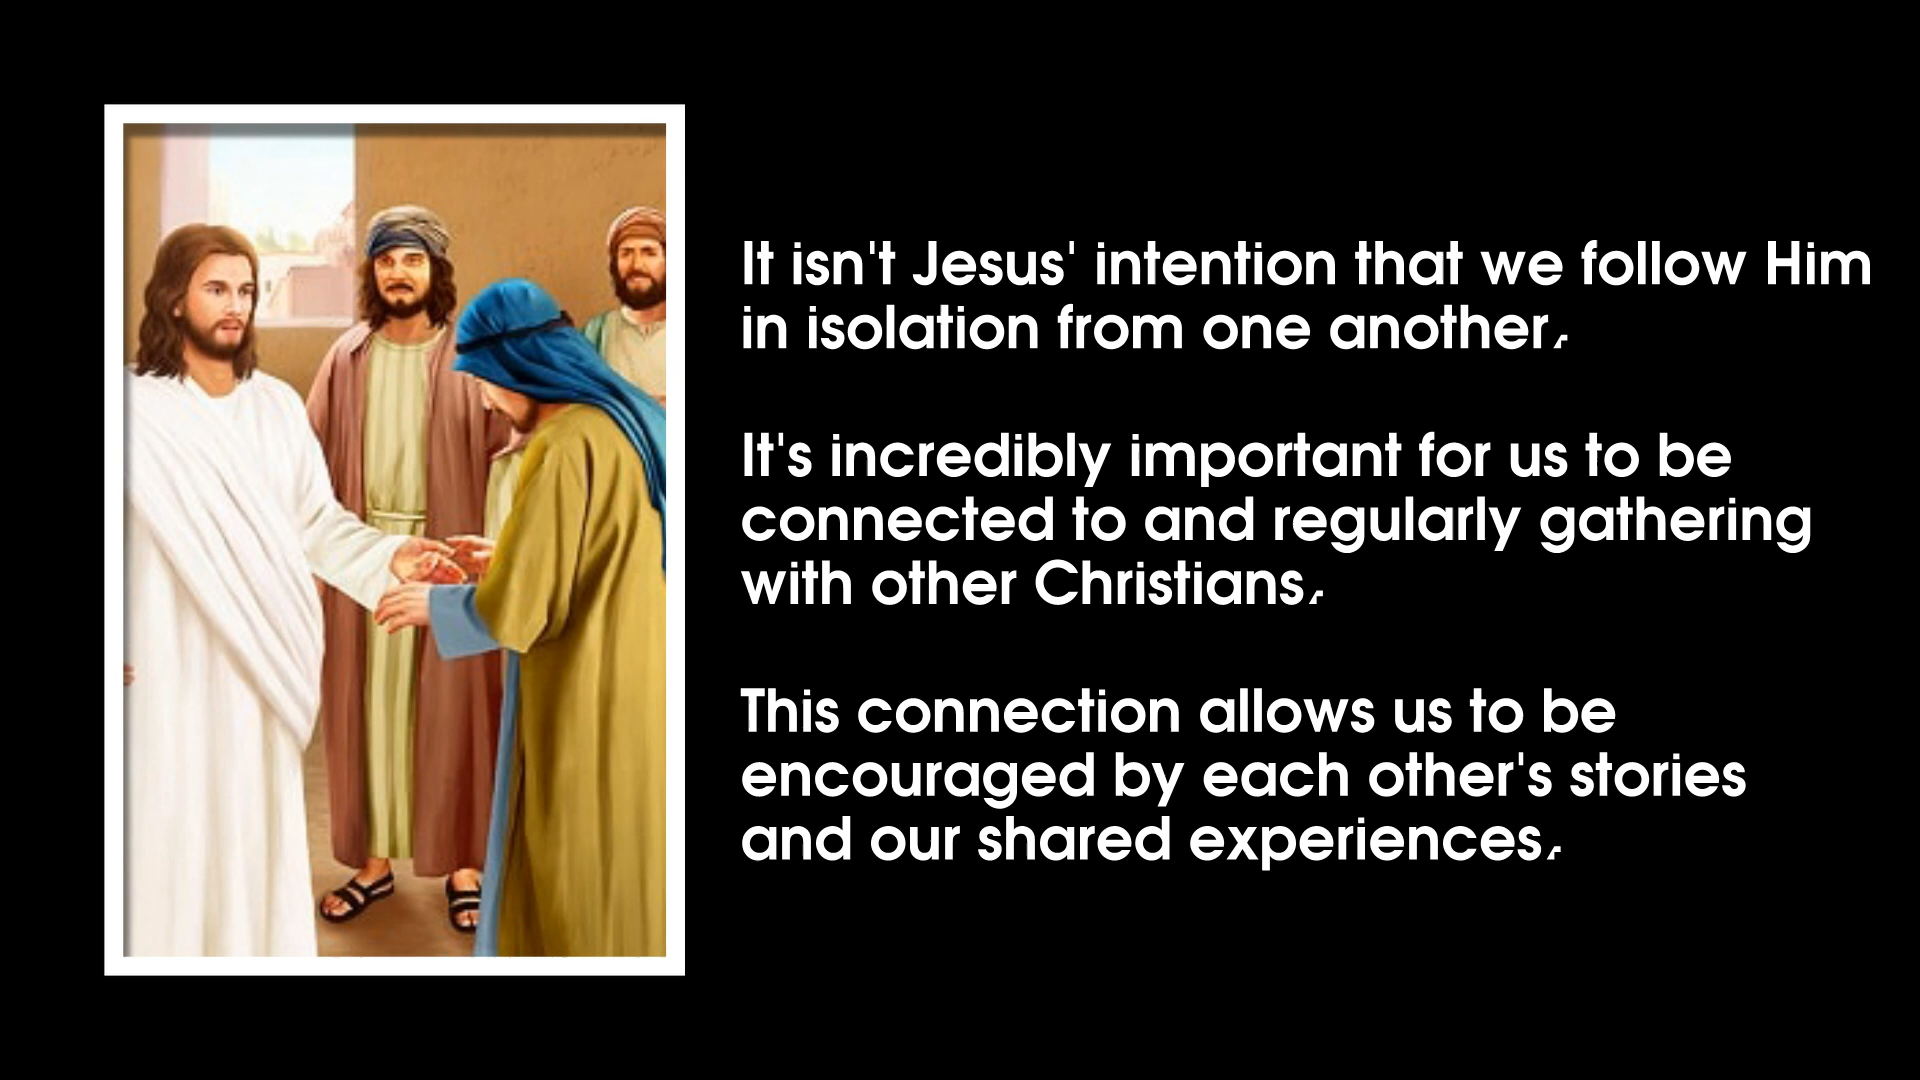 It isn't Jesus' intention that we follow Him
in isolation from one another.
It's incredibly important for us to be
connected to and regularly gathering
with other Christians.
This connection allows us to be
encouraged by each other's stories
and our shared experiences.